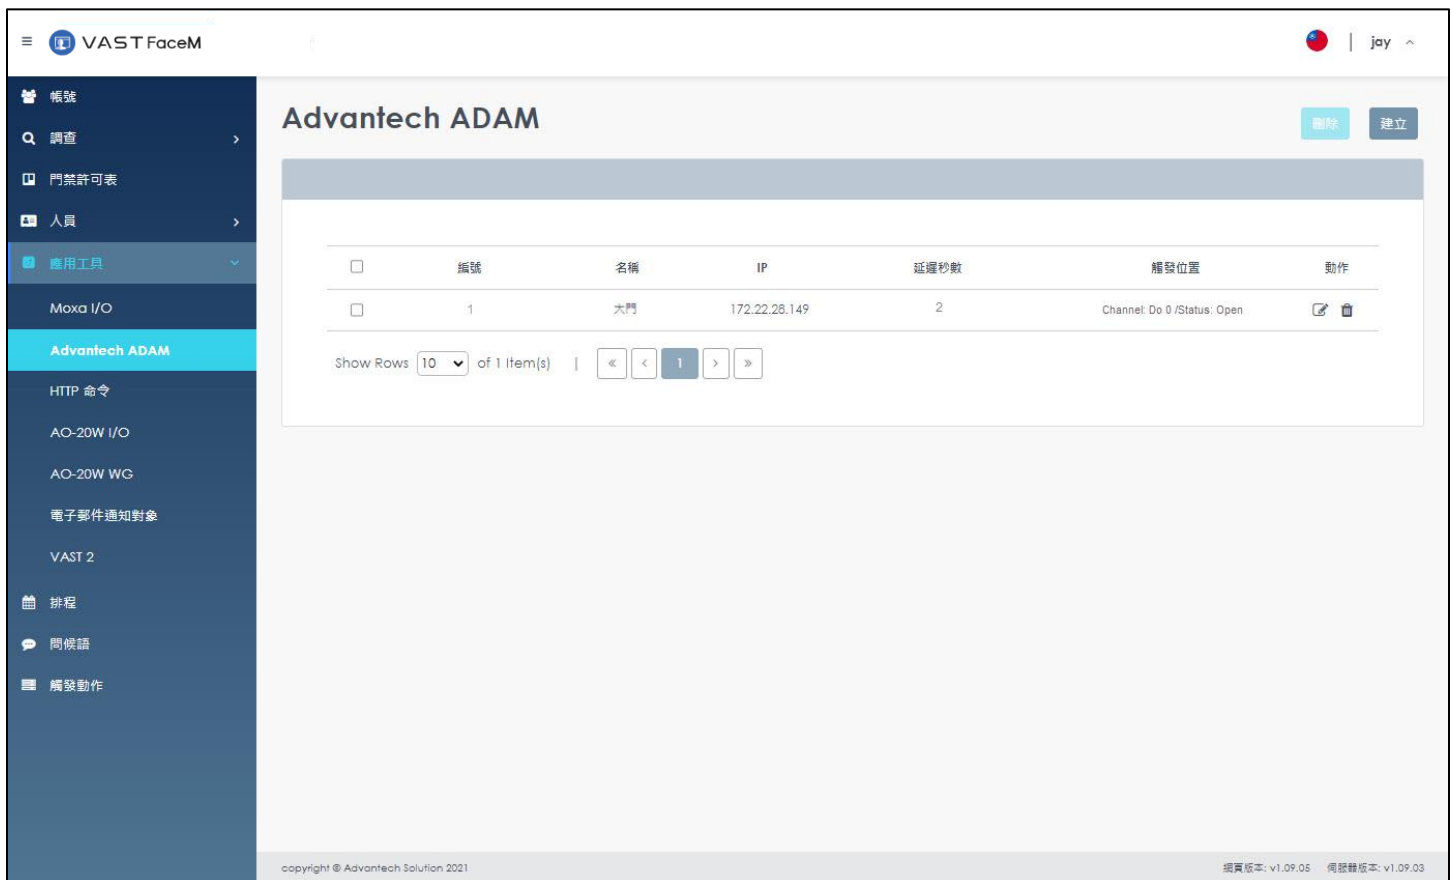 VAST FaceM
jay
帳號
調查
門禁許可表
人員
應用工具
Moxa I/O
Advantech ADAM
HTTP 命令
AO-20W I/O
AO-20W WG
電子郵件通知對象
VAST 2
排程
問候語
觸發動作
Advantech ADAM
刪除 建立
編號 名稱 IP 延遲秒數 觸發位置 動作
1 大門 172.22.28.149 2 Channel: Do 0 /Status: Open
Show Rows 10 of 1 Item(s) | « ‹ 1 › »
copyright © Advantech Solution 2021
網頁版本: v1.09.05 伺服器版本: v1.09.03